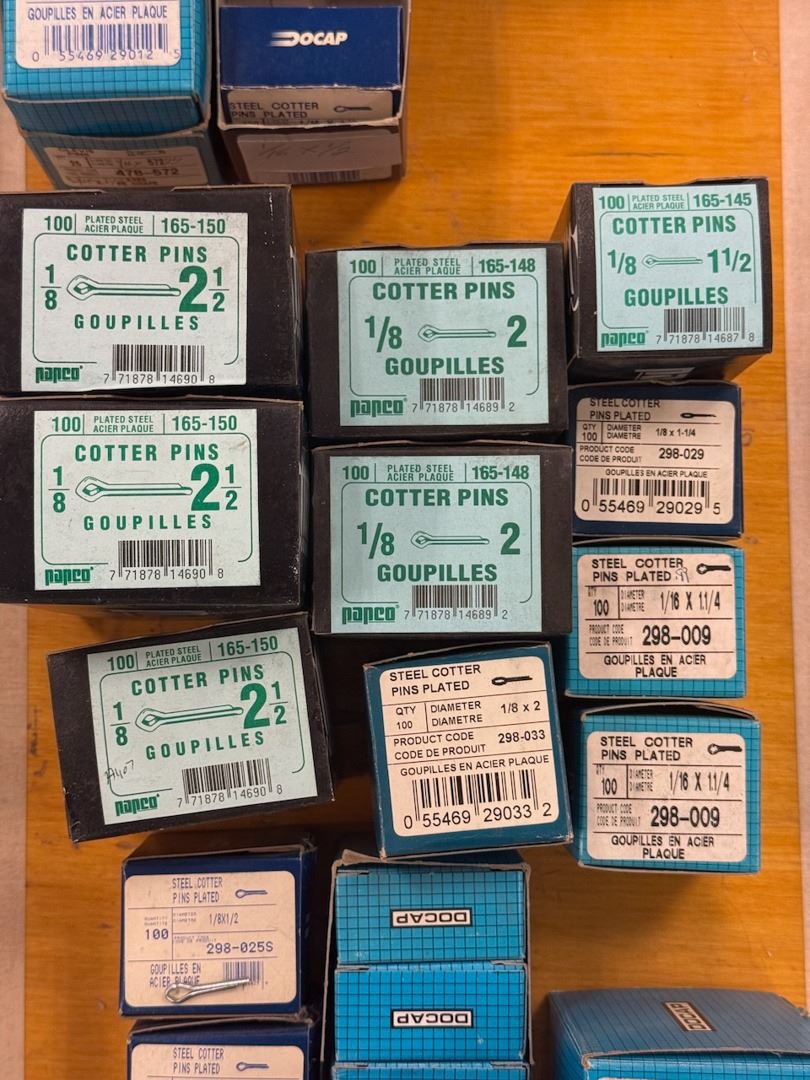 GOUPILLES EN ACIER PLAQUE
0 55469 29012 5
DOCAP
STEEL COTTER
PINS PLATED
478-572
100 PLATED STEEL ACIER PLAQUE 165-150
COTTER PINS
1/8 2 1/2
GOUPILLES
papco
7 71878 14690 8
100 PLATED STEEL ACIER PLAQUE 165-148
COTTER PINS
1/8 2
GOUPILLES
papco
7 71878 14689 2
100 PLATED STEEL ACIER PLAQUE 165-145
COTTER PINS
1/8 1 1/2
GOUPILLES
papco
7 71878 14687 8
100 PLATED STEEL ACIER PLAQUE 165-150
COTTER PINS
1/8 2 1/2
GOUPILLES
papco
7 71878 14690 8
100 PLATED STEEL ACIER PLAQUE 165-148
COTTER PINS
1/8 2
GOUPILLES
papco
7 71878 14689 2
STEEL COTTER
PINS PLATED
QTY 100 DIAMETER DIAMETRE 1/8 x 1-1/4
PRODUCT CODE
CODE DE PRODUIT 298-029
GOUPILLES EN ACIER PLAQUE
0 55469 29029 5
STEEL COTTER
PINS PLATED
QTY 100 DIAMETER DIAMETRE 1/16 X 1.1/4
PRODUCT CODE
CODE DE PRODUIT 298-009
GOUPILLES EN ACIER
PLAQUE
100 PLATED STEEL ACIER PLAQUE 165-150
COTTER PINS
1/8 2 1/2
GOUPILLES
papco
7 71878 14690 8
STEEL COTTER
PINS PLATED
QTY 100 DIAMETER DIAMETRE 1/8 x 2
PRODUCT CODE
CODE DE PRODUIT 298-033
GOUPILLES EN ACIER PLAQUE
0 55469 29033 2
STEEL COTTER
PINS PLATED
QTY 100 DIAMETER DIAMETRE 1/16 X 1.1/4
PRODUCT CODE
CODE DE PRODUIT 298-009
GOUPILLES EN ACIER
PLAQUE
STEEL COTTER
PINS PLATED
100 1/8X1/2
298-025S
GOUPILLES EN
ACIER PLAQUE
DOCAP
DOCAP
DOCAP
STEEL COTTER
PINS PLATED